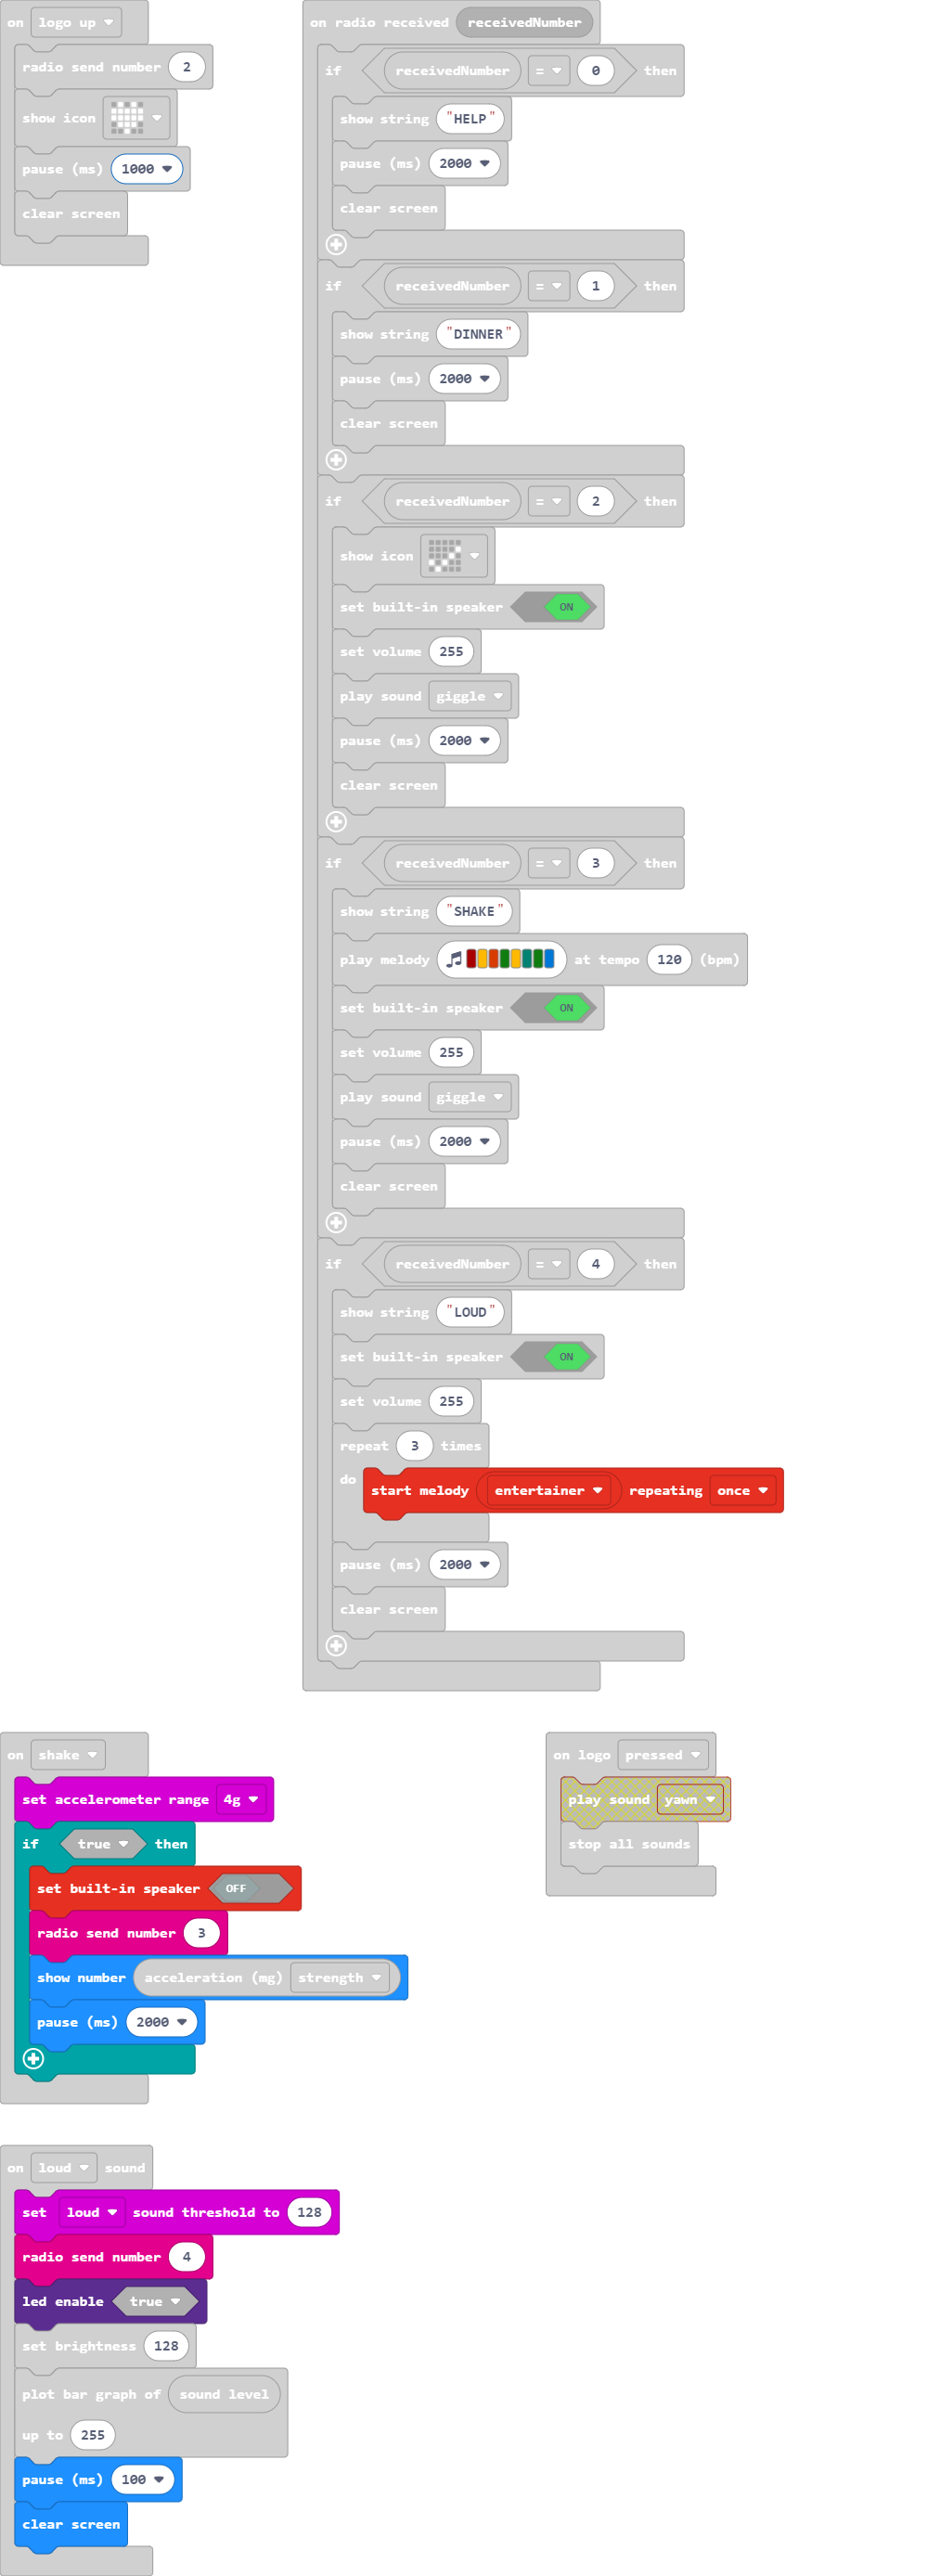 on logo up
radio send number 2
show icon
pause (ms) 1000
clear screen
on radio received receivedNumber
if receivedNumber = 0 then
show string "HELP"
pause (ms) 2000
clear screen
if receivedNumber = 1 then
show string "DINNER"
pause (ms) 2000
clear screen
if receivedNumber = 2 then
show icon
set built-in speaker ON
set volume 255
play sound giggle
pause (ms) 2000
clear screen
if receivedNumber = 3 then
show string "SHAKE"
play melody at tempo 120 (bpm)
set built-in speaker ON
set volume 255
play sound giggle
pause (ms) 2000
clear screen
if receivedNumber = 4 then
show string "LOUD"
set built-in speaker ON
set volume 255
repeat 3 times
do start melody entertainer repeating once
pause (ms) 2000
clear screen
on shake
set accelerometer range 4g
if true then
set built-in speaker OFF
radio send number 3
show number acceleration (mg) strength
pause (ms) 2000
on logo pressed
play sound yawn
stop all sounds
on loud sound
set loud sound threshold to 128
radio send number 4
led enable true
set brightness 128
plot bar graph of sound level
up to 255
pause (ms) 100
clear screen